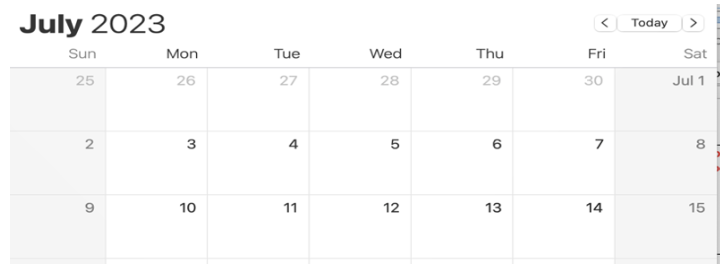 July 2023
< Today >
Sun Mon Tue Wed Thu Fri Sat
25 26 27 28 29 30 Jul 1
2 3 4 5 6 7 8
9 10 11 12 13 14 15